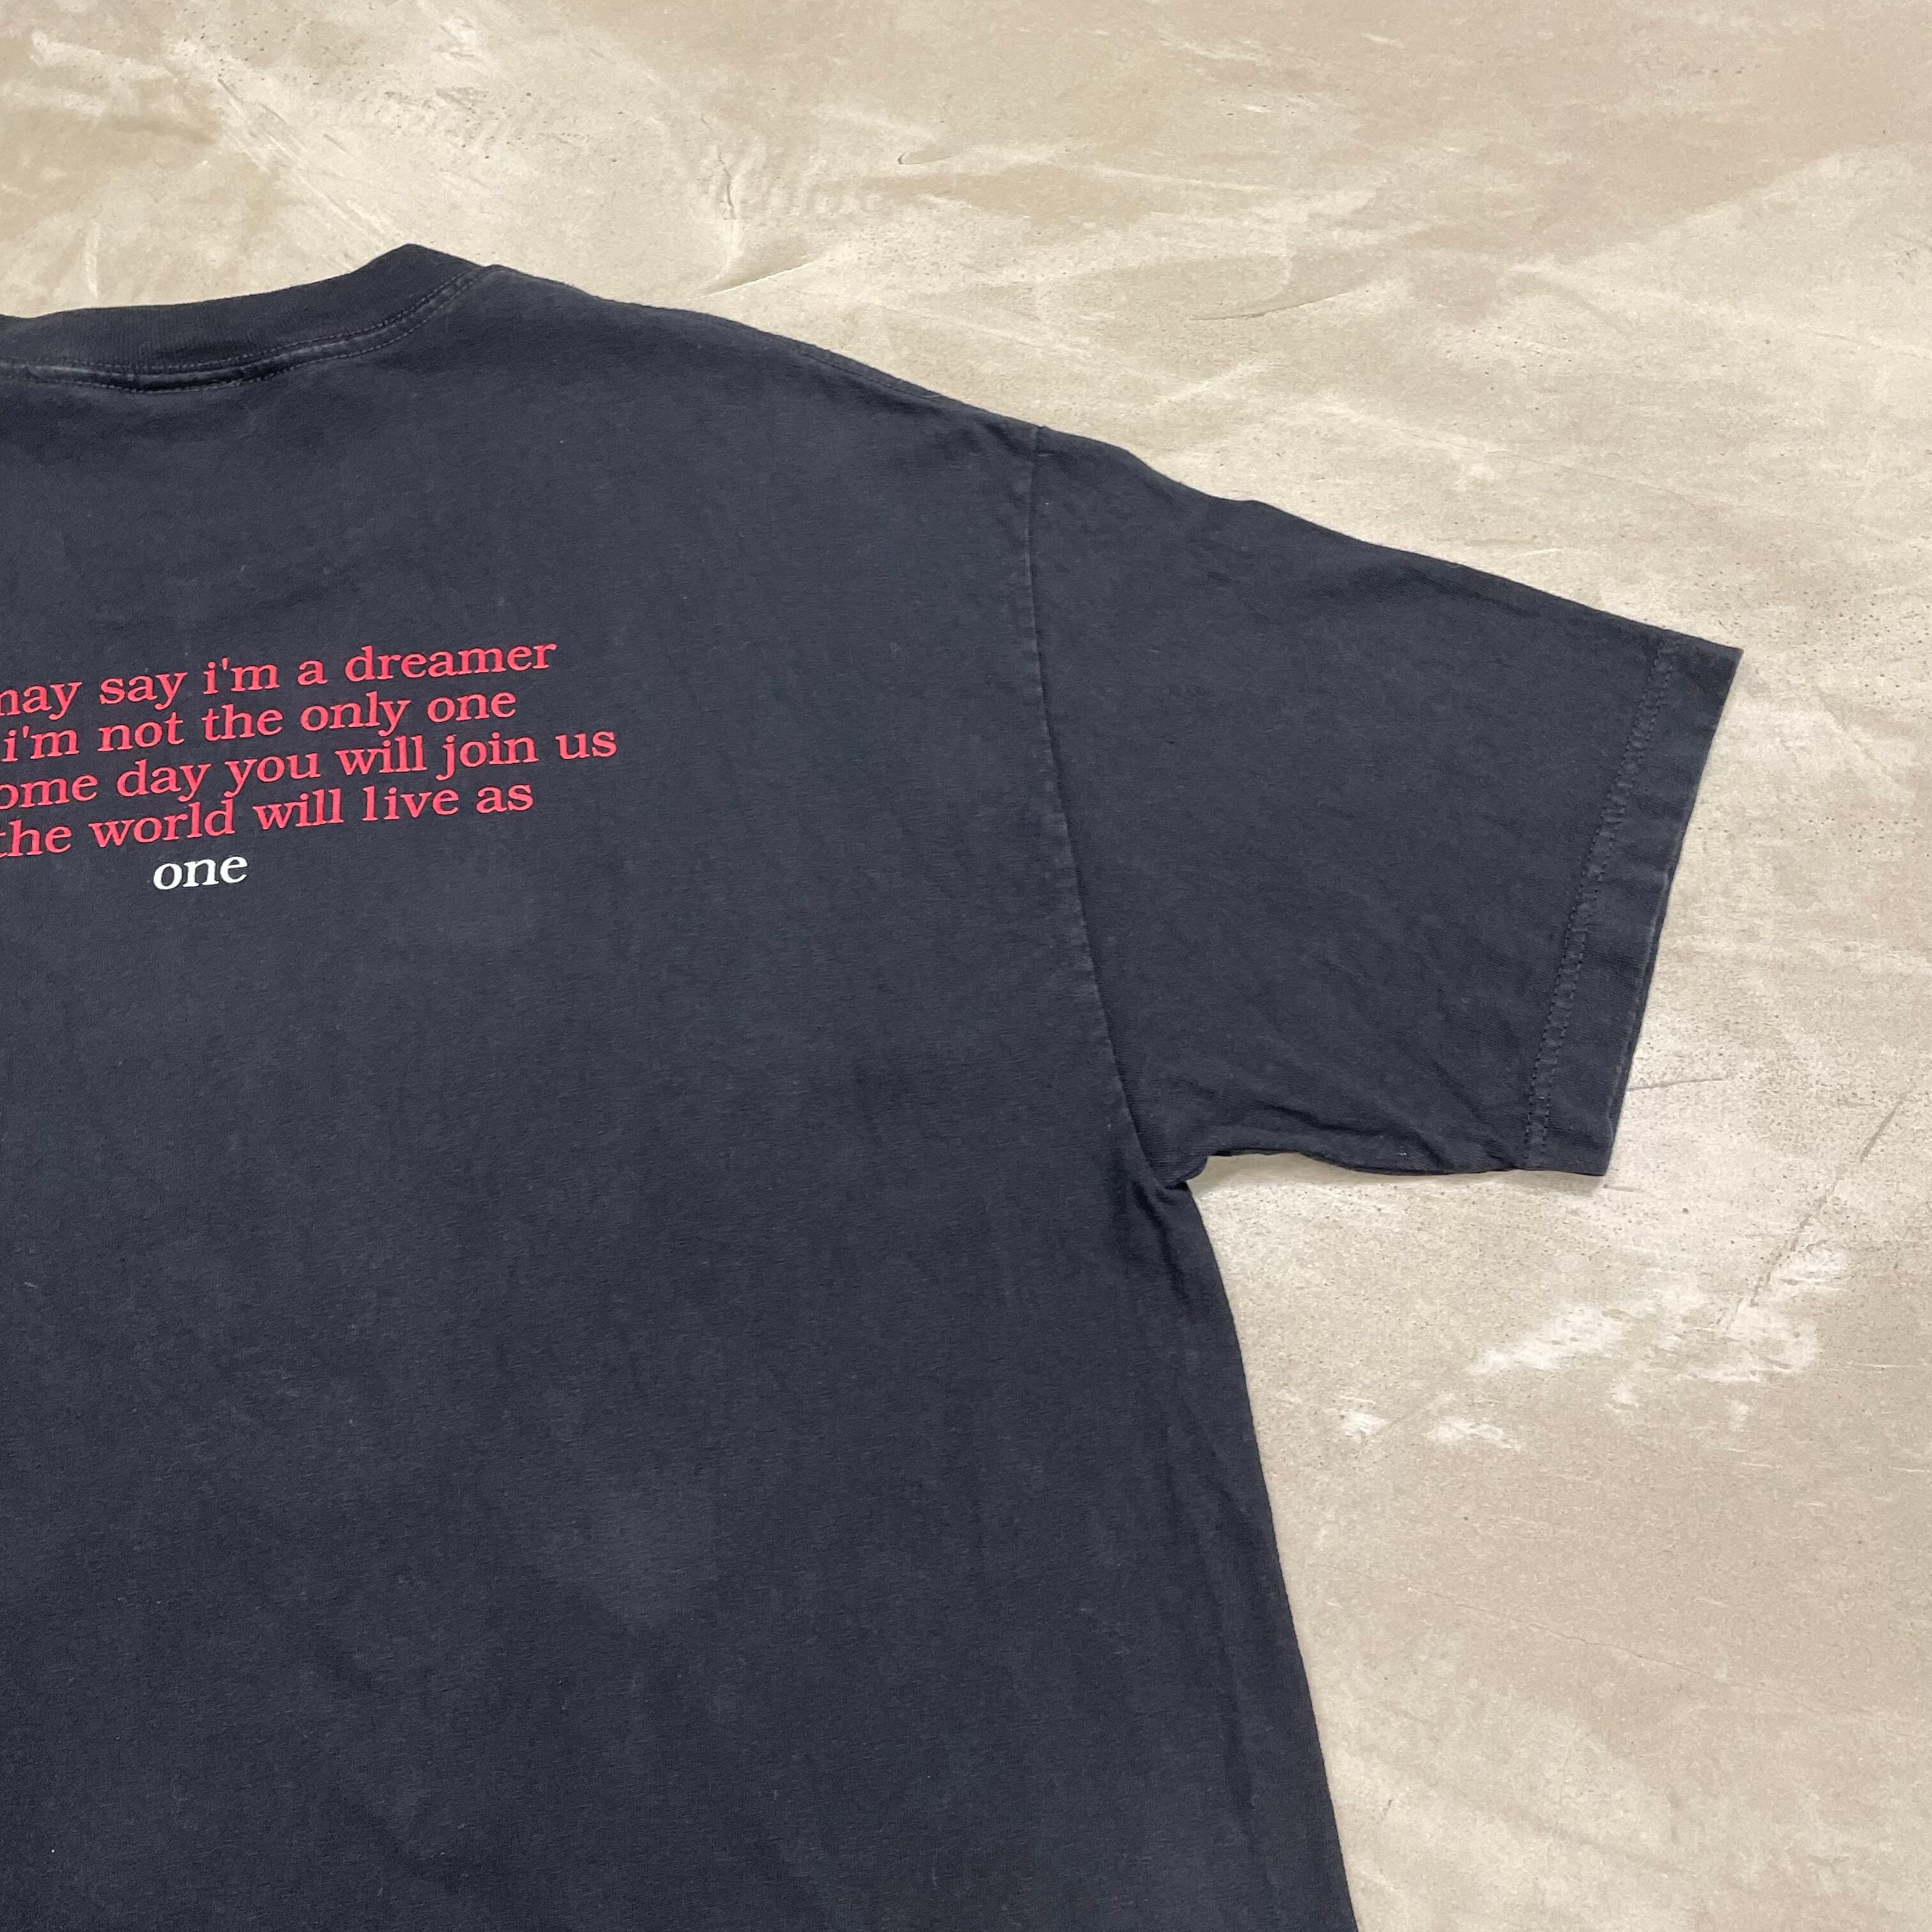 may say i'm a dreamer
i'm not the only one
ome day you will join us
the world will live as
one